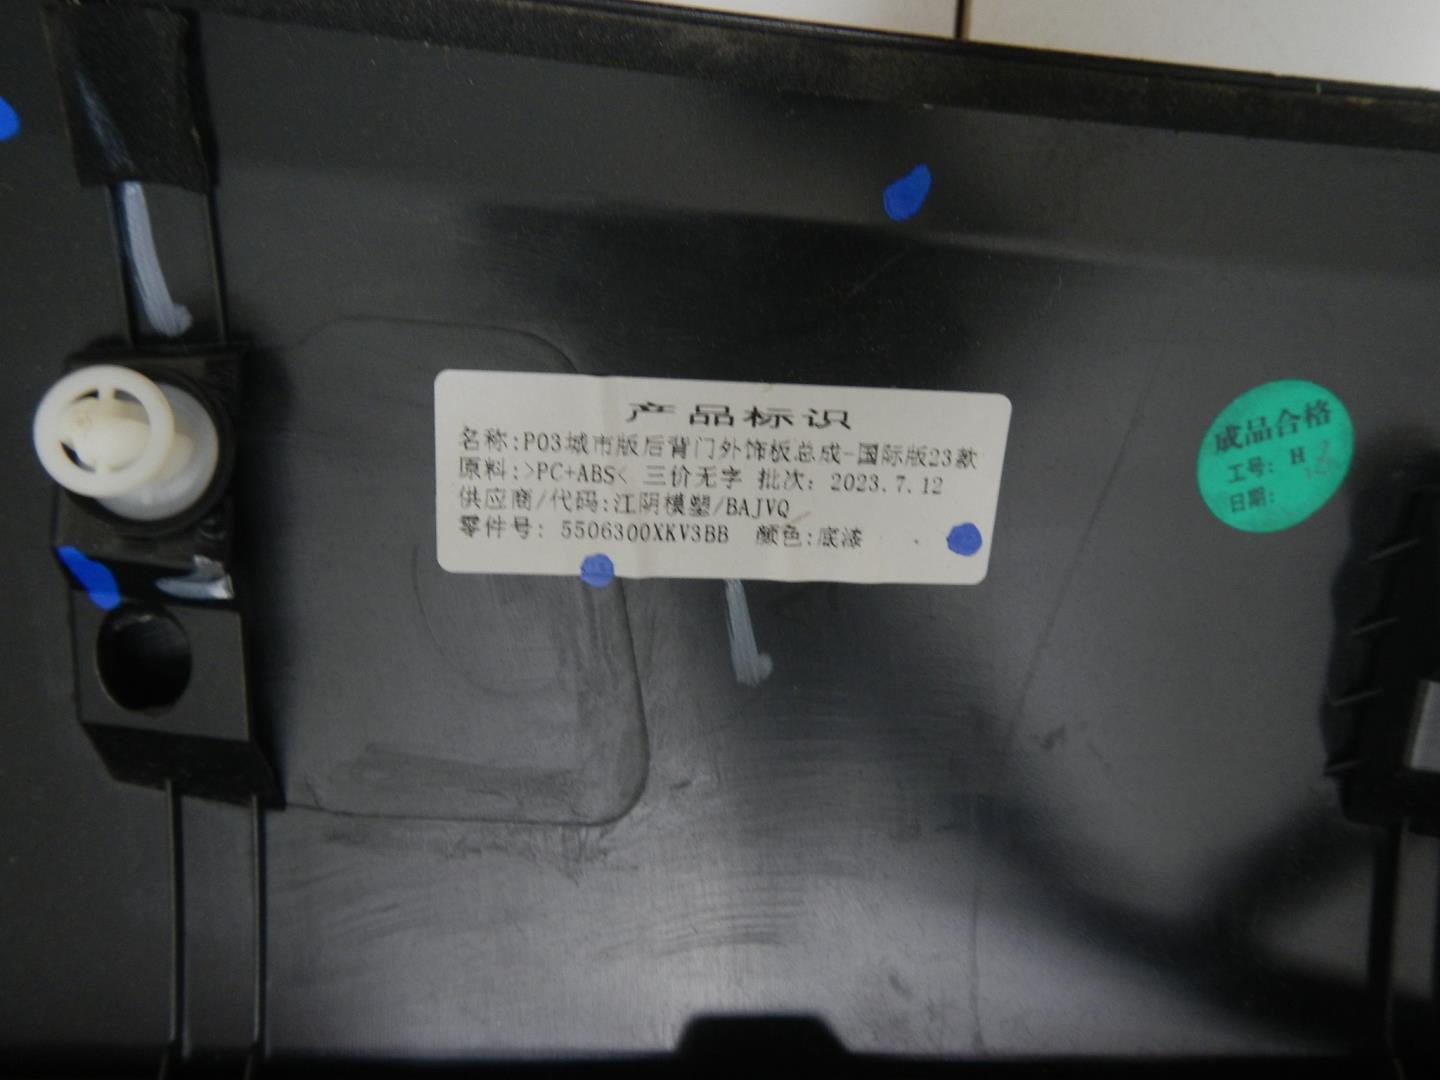 产品标识
名称:P03城市版后背门外饰板总成-国际版23款
原料:>PC+ABS< 三价无字 批次: 2023.7.12
供应商/代码:江阴模塑/BAJVQ
零件号: 5506300XKV3BB 颜色:底漆
成品合格
工号: H
日期: